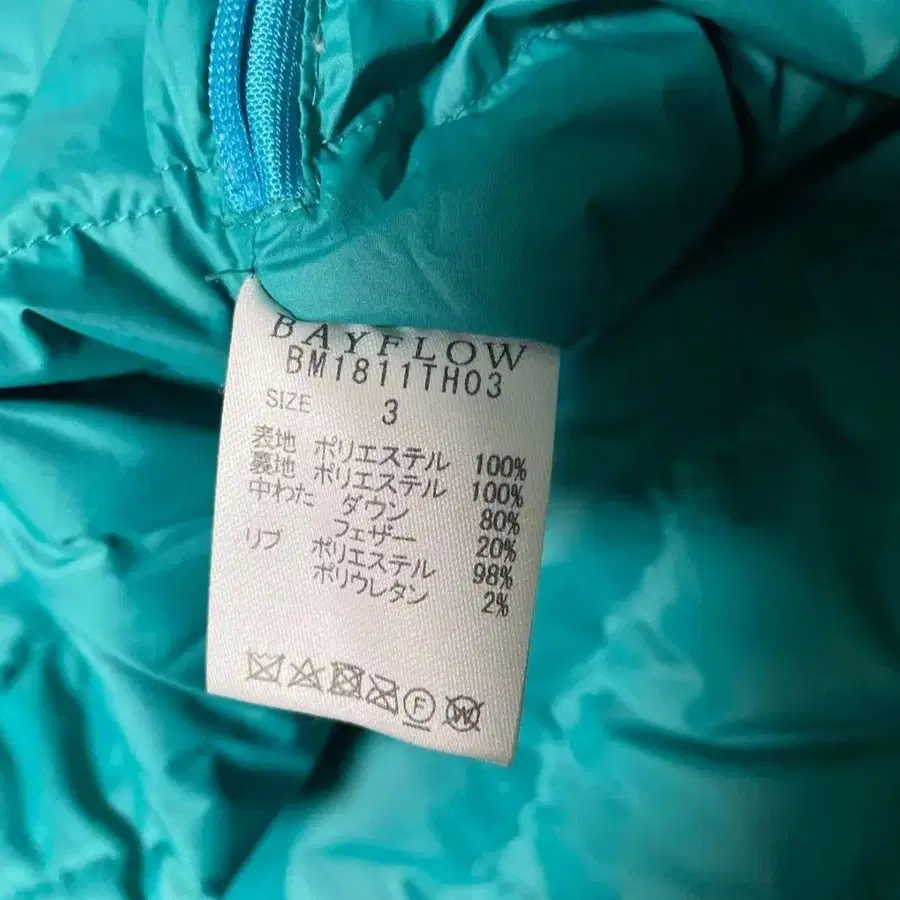 BAYFLOW
BM1811TH03
SIZE 3
表地 ポリエステル 100%
裏地 ポリエステル 100%
中わた ダウン 80%
フェザー 20%
リブ ポリエステル 98%
ポリウレタン 2%
F W